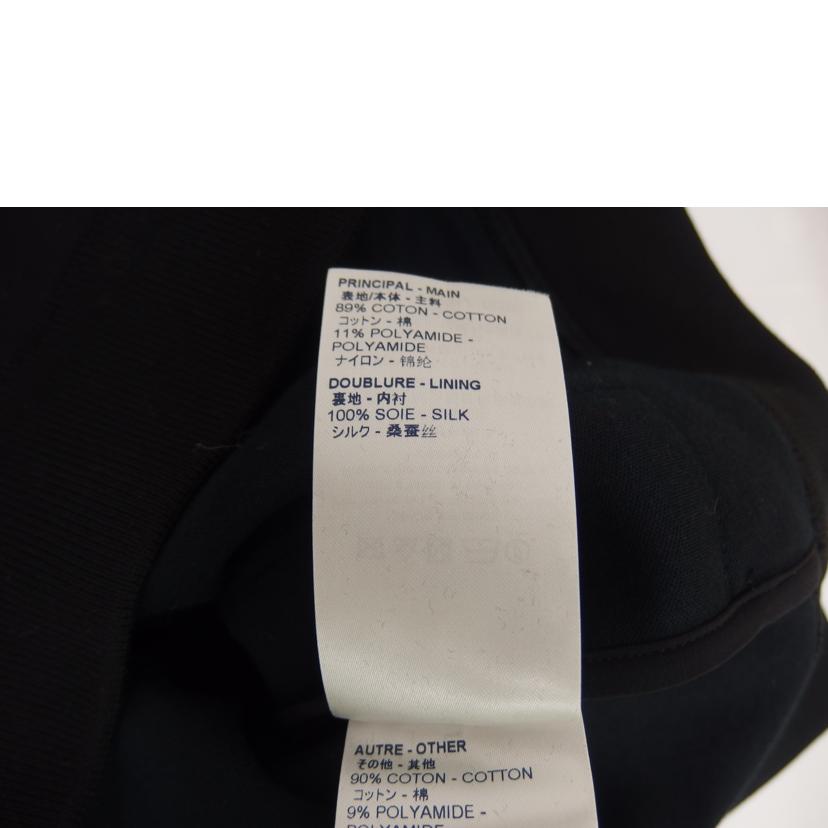 PRINCIPAL - MAIN
表地/本体 - 主料
89% COTON - COTTON
コットン - 棉
11% POLYAMIDE -
POLYAMIDE
ナイロン - 锦纶
DOUBLURE - LINING
裏地 - 内衬
100% SOIE - SILK
シルク - 桑蚕丝
AUTRE - OTHER
その他 - 其他
90% COTON - COTTON
コットン - 棉
9% POLYAMIDE -
POLYAMIDE